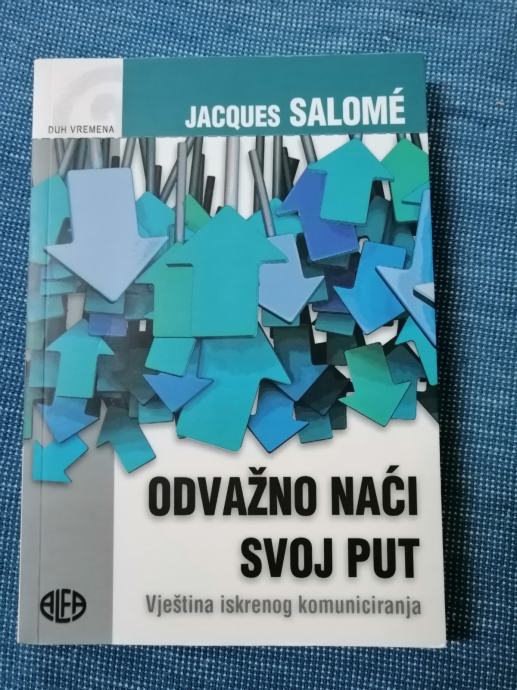 DUH VREMENA
JACQUES SALOMÉ
ODVAŽNO NAĆI
SVOJ PUT
Vještina iskrenog komuniciranja
ALFA